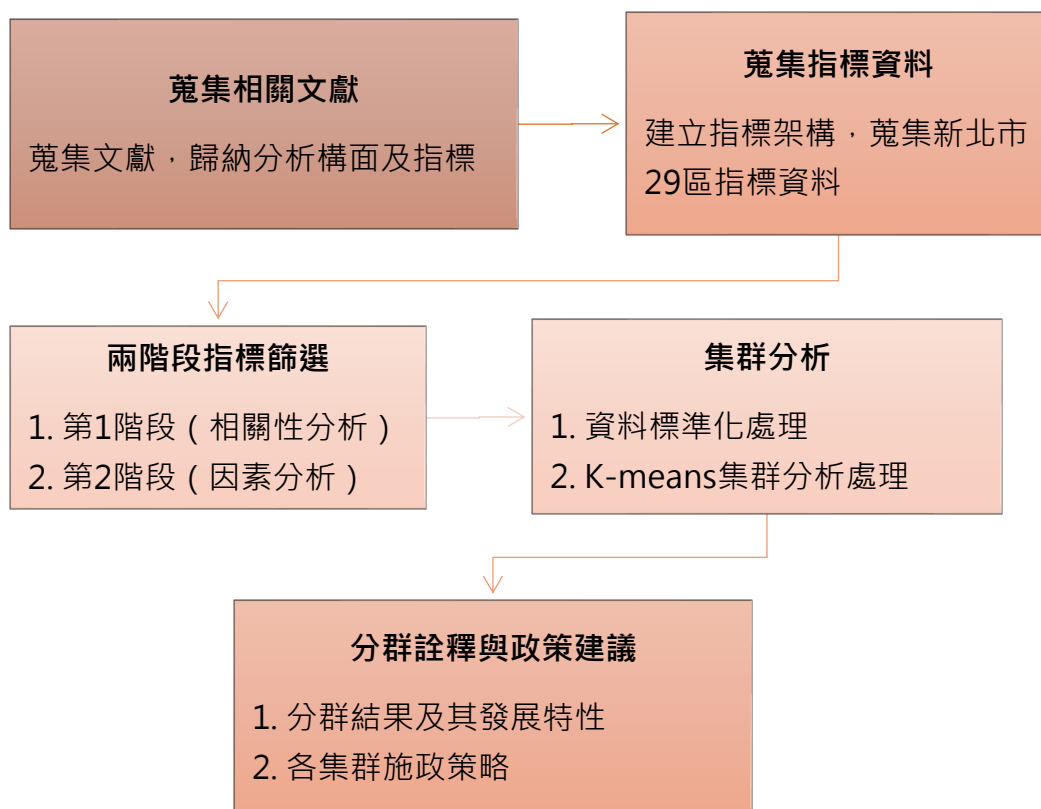 蒐集相關文獻
蒐集文獻，歸納分析構面及指標
蒐集指標資料
建立指標架構，蒐集新北市
29區指標資料
兩階段指標篩選
1. 第1階段（相關性分析）
2. 第2階段（因素分析）
集群分析
1. 資料標準化處理
2. K-means集群分析處理
分群詮釋與政策建議
1. 分群結果及其發展特性
2. 各集群施政策略